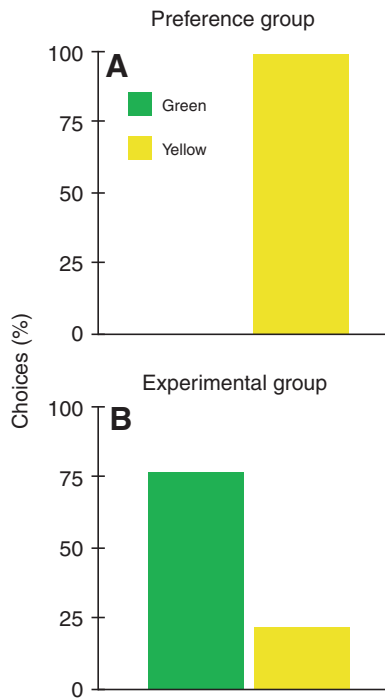 Preference group
A
100
75
50
25
0
Green
Yellow
Choices (%)
Experimental group
B
100
75
50
25
0